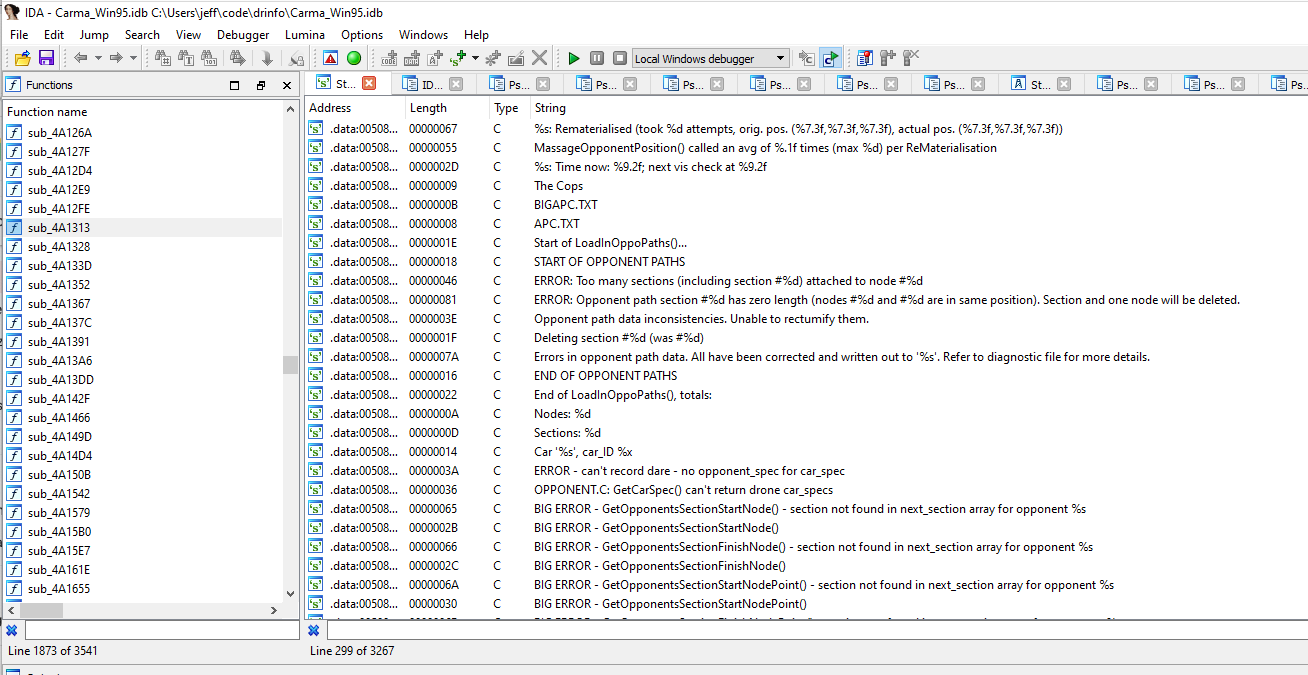 IDA - Carma_Win95.idb C:\Users\jeff\code\drinfo\Carma_Win95.idb
File Edit Jump Search View Debugger Lumina Options Windows Help
Local Windows debugger
Functions
St... ID... Ps... Ps... Ps... Ps... Ps... Ps... St... Ps... Ps... Ps...
Function name
sub_4A126A
sub_4A127F
sub_4A12D4
sub_4A12E9
sub_4A12FE
sub_4A1313
sub_4A1328
sub_4A133D
sub_4A1352
sub_4A1367
sub_4A137C
sub_4A1391
sub_4A13A6
sub_4A13DD
sub_4A142F
sub_4A1466
sub_4A149D
sub_4A14D4
sub_4A150B
sub_4A1542
sub_4A1579
sub_4A15B0
sub_4A15E7
sub_4A161E
sub_4A1655
Line 1873 of 3541
Address Length Type String
.data:00508... 00000067 C %s: Rematerialised (took %d attempts, orig. pos. (%7.3f,%7.3f,%7.3f), actual pos. (%7.3f,%7.3f,%7.3f))
.data:00508... 00000055 C MassageOpponentPosition() called an avg of %.1f times (max %d) per ReMaterialisation
.data:00508... 0000002D C %s: Time now: %9.2f; next vis check at %9.2f
.data:00508... 00000009 C The Cops
.data:00508... 0000000B C BIGAPC.TXT
.data:00508... 00000008 C APC.TXT
.data:00508... 0000001E C Start of LoadInOppoPaths()...
.data:00508... 00000018 C START OF OPPONENT PATHS
.data:00508... 00000046 C ERROR: Too many sections (including section #%d) attached to node #%d
.data:00508... 00000081 C ERROR: Opponent path section #%d has zero length (nodes #%d and #%d are in same position). Section and one node will be deleted.
.data:00508... 0000003E C Opponent path data inconsistencies. Unable to rectumify them.
.data:00508... 0000001F C Deleting section #%d (was #%d)
.data:00508... 0000007A C Errors in opponent path data. All have been corrected and written out to '%s'. Refer to diagnostic file for more details.
.data:00508... 00000016 C END OF OPPONENT PATHS
.data:00508... 00000022 C End of LoadInOppoPaths(), totals:
.data:00508... 0000000A C Nodes: %d
.data:00508... 0000000D C Sections: %d
.data:00508... 00000014 C Car '%s', car_ID %x
.data:00508... 0000003A C ERROR - can't record dare - no opponent_spec for car_spec
.data:00508... 00000036 C OPPONENT.C: GetCarSpec() can't return drone car_specs
.data:00508... 00000065 C BIG ERROR - GetOpponentsSectionStartNode() - section not found in next_section array for opponent %s
.data:00508... 0000002B C BIG ERROR - GetOpponentsSectionStartNode()
.data:00508... 00000066 C BIG ERROR - GetOpponentsSectionFinishNode() - section not found in next_section array for opponent %s
.data:00508... 0000002C C BIG ERROR - GetOpponentsSectionFinishNode()
.data:00508... 0000006A C BIG ERROR - GetOpponentsSectionStartNodePoint() - section not found in next_section array for opponent %s
.data:00508... 00000030 C BIG ERROR - GetOpponentsSectionStartNodePoint()
Line 299 of 3267